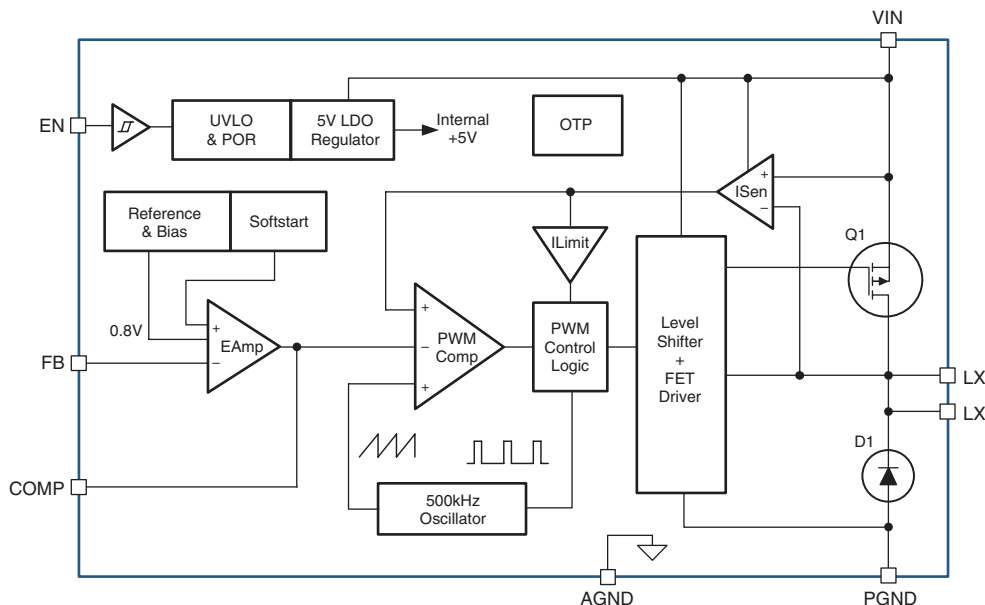 VIN
EN
UVLO
& POR
5V LDO
Regulator
Internal
+5V
OTP
Reference
& Bias
Softstart
ISen
+
–
ILimit
Q1
0.8V
+
EAmp
–
+
–
PWM
Comp
+
PWM
Control
Logic
Level
Shifter
+
FET
Driver
FB
LX
LX
D1
COMP
500kHz
Oscillator
AGND
PGND